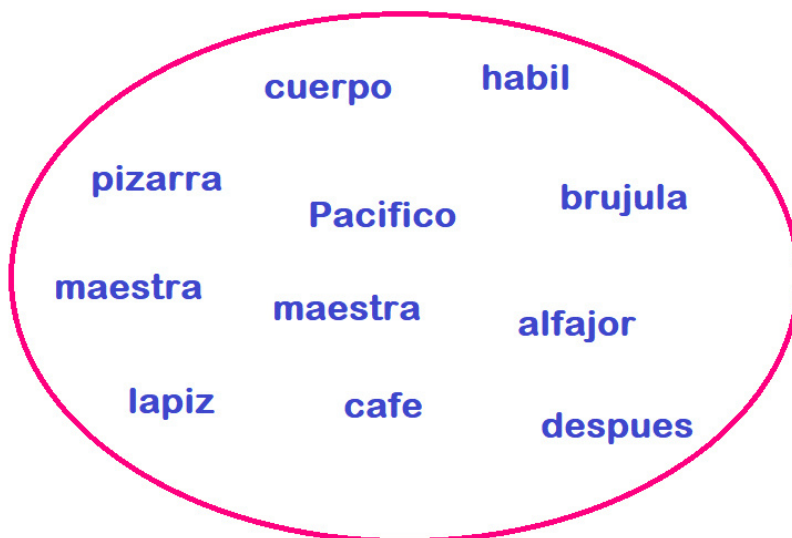 cuerpo
habil
pizarra
brujula
Pacifico
maestra
maestra
alfajor
lapiz
cafe
despues